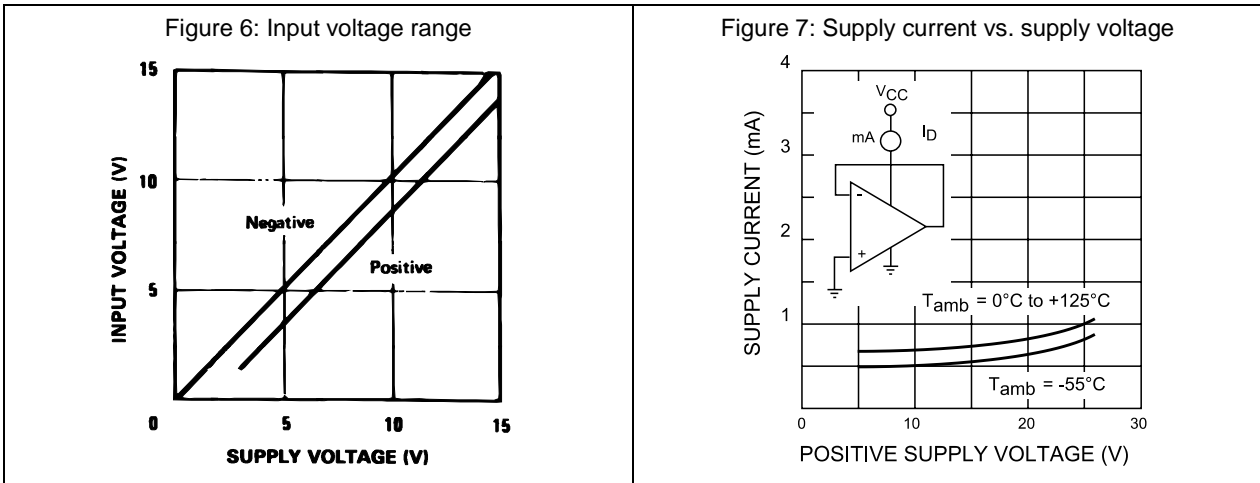 Figure 6: Input voltage range
15
10
5
0
5
10
15
INPUT VOLTAGE (V)
Negative
Positive
SUPPLY VOLTAGE (V)
Figure 7: Supply current vs. supply voltage
4
3
2
1
0
10
20
30
SUPPLY CURRENT (mA)
VCC
mA
ID
-
+
Tamb = 0°C to +125°C
Tamb = -55°C
POSITIVE SUPPLY VOLTAGE (V)